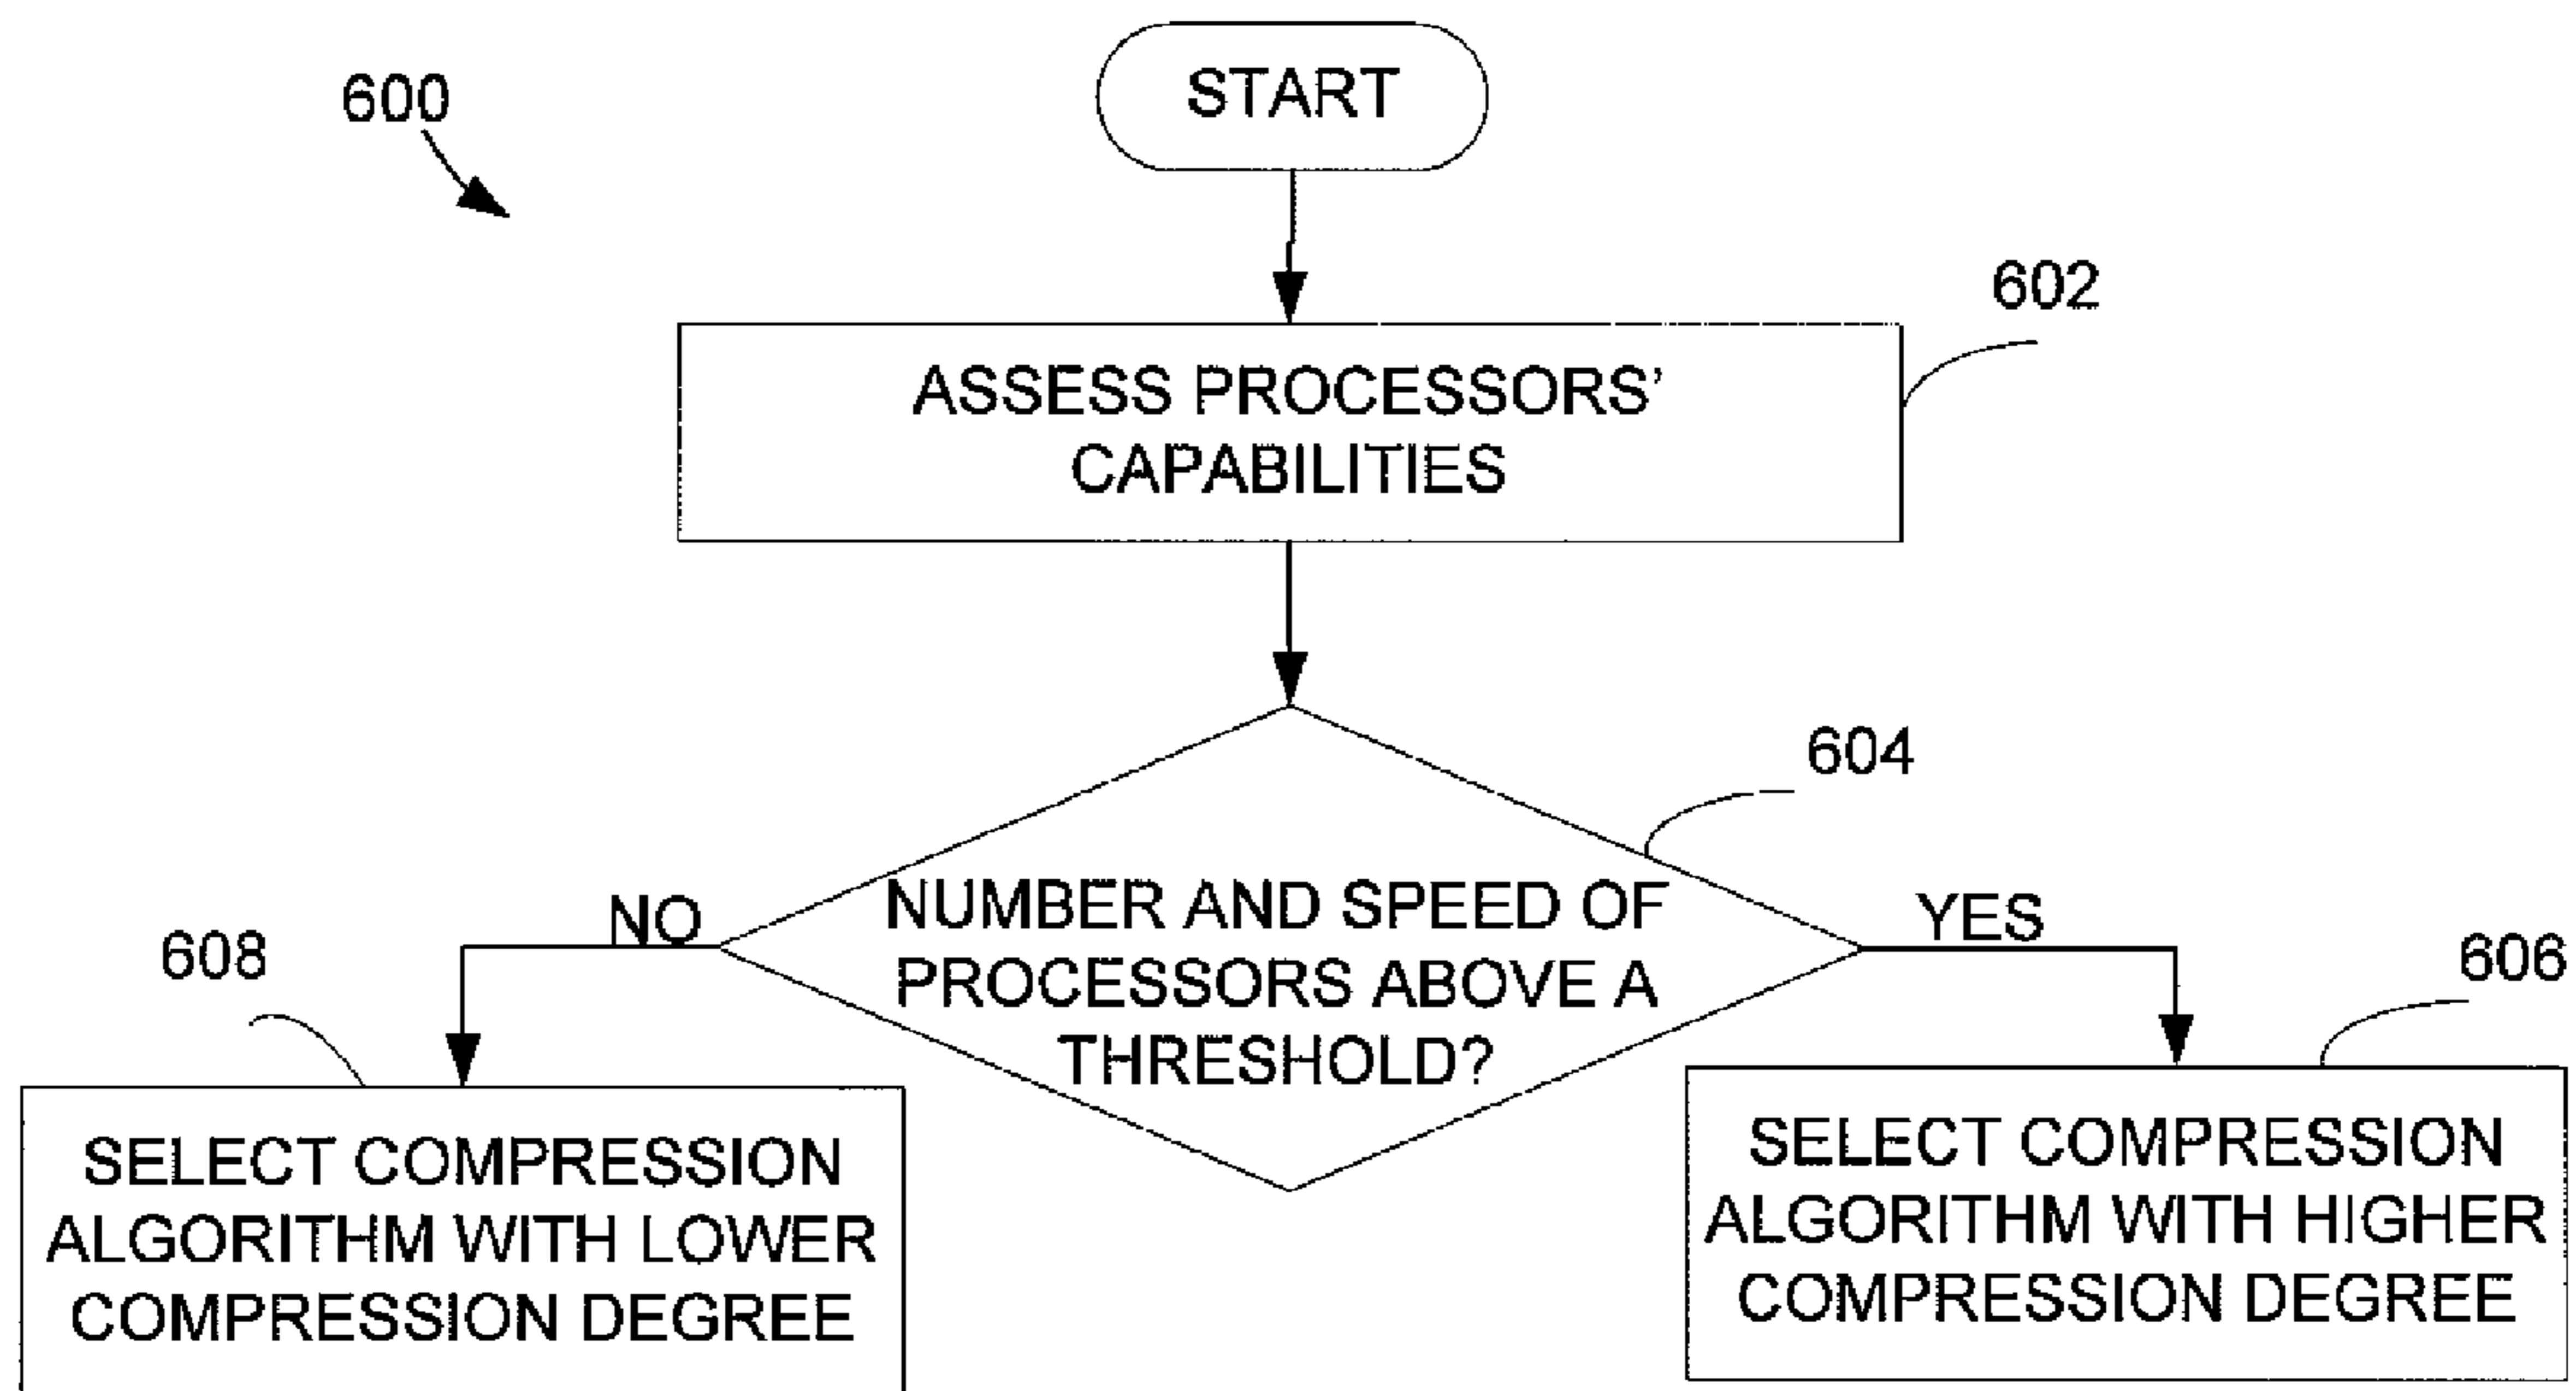 START
600
602
ASSESS PROCESSORS'
CAPABILITIES
604
NUMBER AND SPEED OF
PROCESSORS ABOVE A
THRESHOLD?
NO
YES
608
606
SELECT COMPRESSION
ALGORITHM WITH LOWER
COMPRESSION DEGREE
SELECT COMPRESSION
ALGORITHM WITH HIGHER
COMPRESSION DEGREE